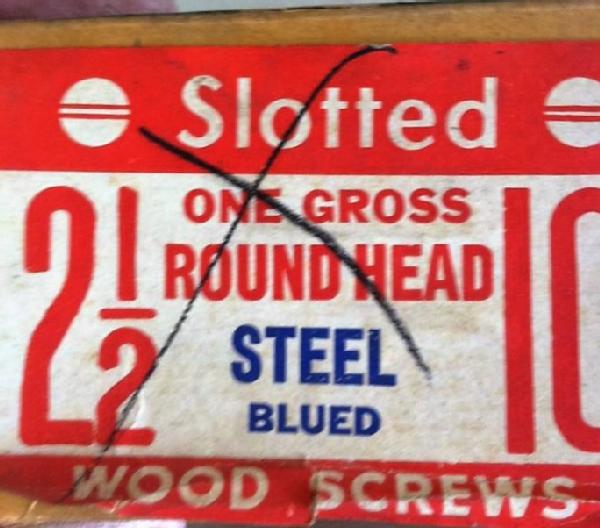 Slotted
2 1/2
ONE GROSS
ROUND HEAD
STEEL
BLUED
10
WOOD SCREWS